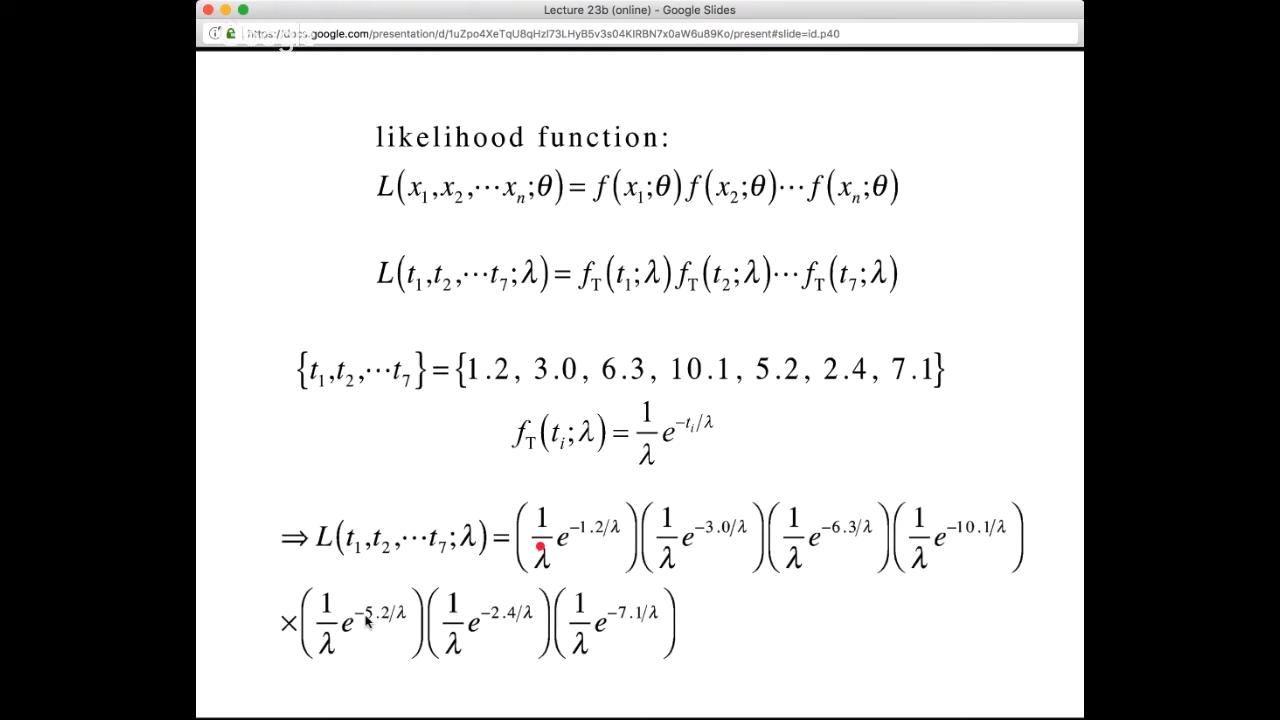 Lecture 23b (online) - Google Slides
https://docs.google.com/presentation/d/1uZpo4XeTqU8qHzl73LHyB5v3s04KlRBN7x0aW6u89Ko/present#slide=id.p40
Google
likelihood function:
L(x₁,x₂,⋯xₙ;θ) = f(x₁;θ)f(x₂;θ)⋯f(xₙ;θ)
L(t₁,t₂,⋯t₇;λ) = f_T(t₁;λ)f_T(t₂;λ)⋯f_T(t₇;λ)
{t₁,t₂,⋯t₇} = {1.2, 3.0, 6.3, 10.1, 5.2, 2.4, 7.1}
f_T(tᵢ;λ) = 1/λ e^(−tᵢ/λ)
⇒ L(t₁,t₂,⋯t₇;λ) = (1/λ e^(−1.2/λ))(1/λ e^(−3.0/λ))(1/λ e^(−6.3/λ))(1/λ e^(−10.1/λ))
×(1/λ e^(−5.2/λ))(1/λ e^(−2.4/λ))(1/λ e^(−7.1/λ))